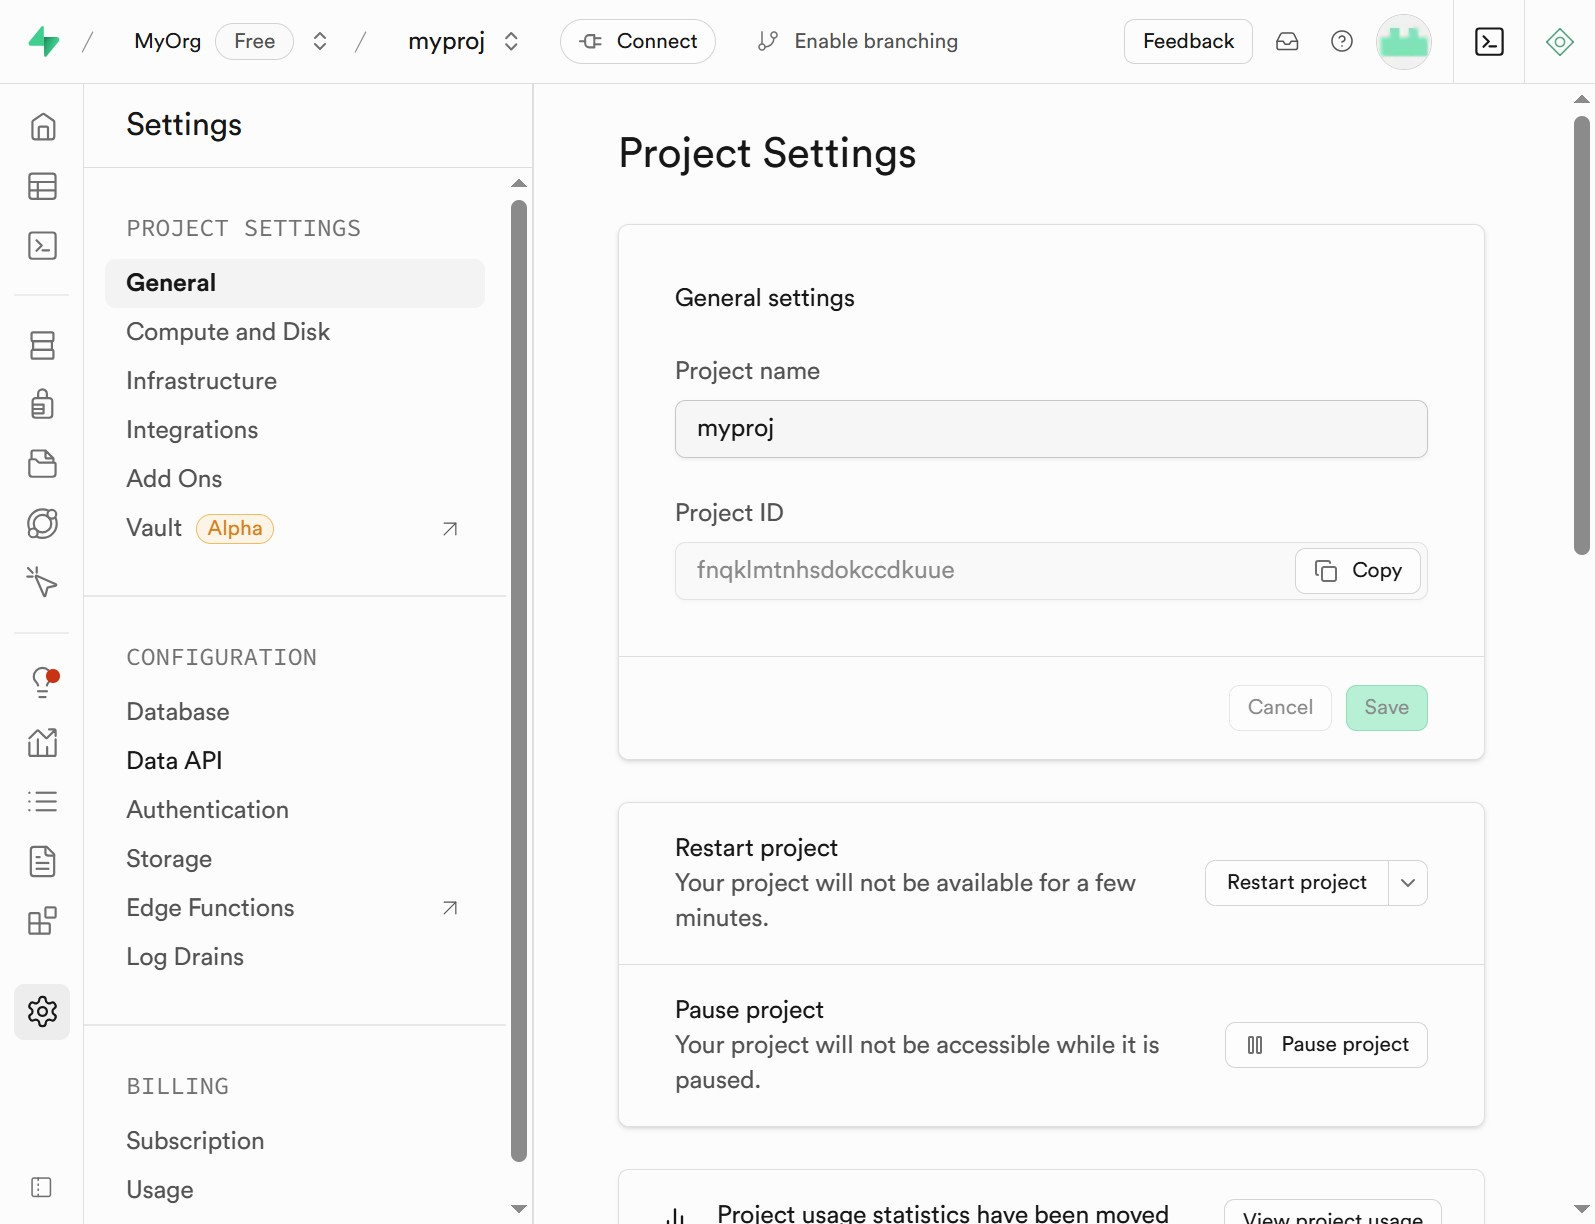 MyOrg Free myproj Connect Enable branching Feedback
Settings
PROJECT SETTINGS
General
Compute and Disk
Infrastructure
Integrations
Add Ons
Vault Alpha
CONFIGURATION
Database
Data API
Authentication
Storage
Edge Functions
Log Drains
BILLING
Subscription
Usage
Project Settings
General settings
Project name
myproj
Project ID
fnqklmtnhsdokccdkuue Copy
Cancel Save
Restart project
Your project will not be available for a few
minutes.
Restart project
Pause project
Your project will not be accessible while it is
paused.
Pause project
Project usage statistics have been moved
View project usage